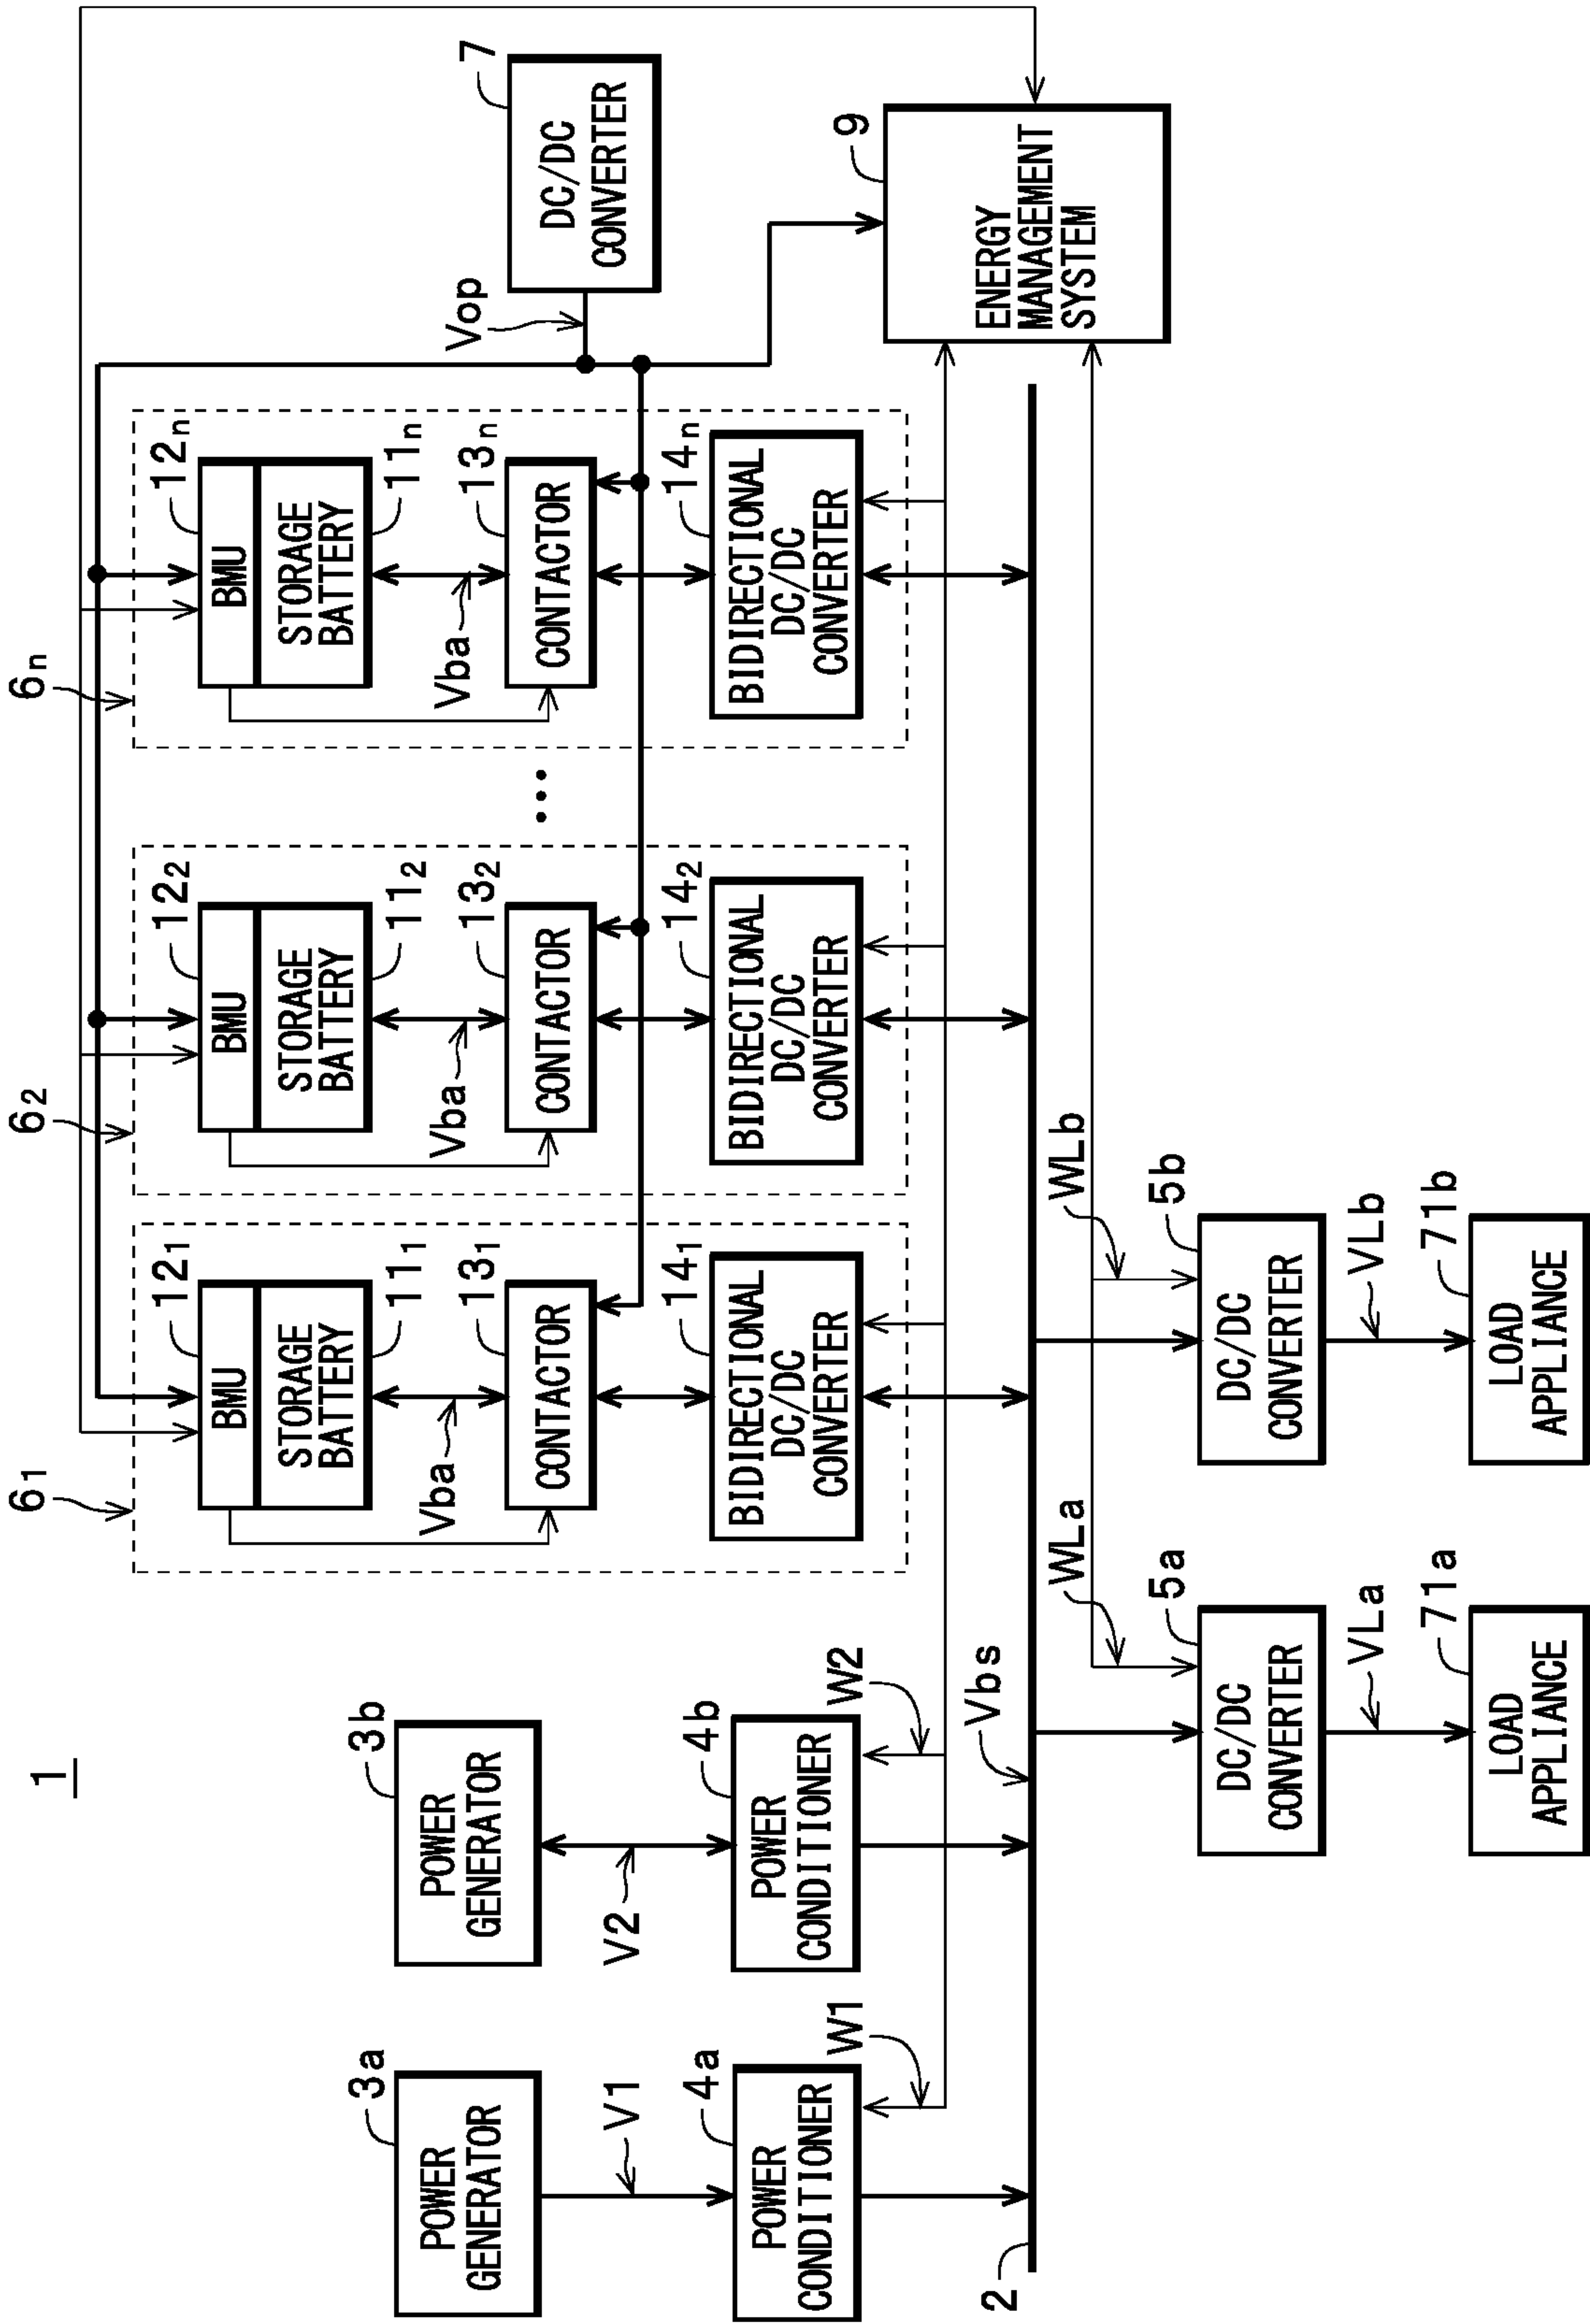 1
6₁
6₂
6n
12₁
12₂
12n
BMU
BMU
BMU
STORAGE
BATTERY
STORAGE
BATTERY
STORAGE
BATTERY
11₁
11₂
11n
Vba
Vba
Vba
13₁
13₂
13n
CONTACTOR
CONTACTOR
CONTACTOR
14₁
14₂
14n
BIDIRECTIONAL
DC/DC
CONVERTER
BIDIRECTIONAL
DC/DC
CONVERTER
BIDIRECTIONAL
DC/DC
CONVERTER
Vop
7
DC/DC
CONVERTER
9
ENERGY
MANAGEMENT
SYSTEM
3a
POWER
GENERATOR
3b
POWER
GENERATOR
V1
V2
4a
POWER
CONDITIONER
4b
POWER
CONDITIONER
W1
W2
2
Vbs
WLa
WLb
5a
DC/DC
CONVERTER
5b
DC/DC
CONVERTER
VLa
VLb
71a
LOAD
APPLIANCE
71b
LOAD
APPLIANCE